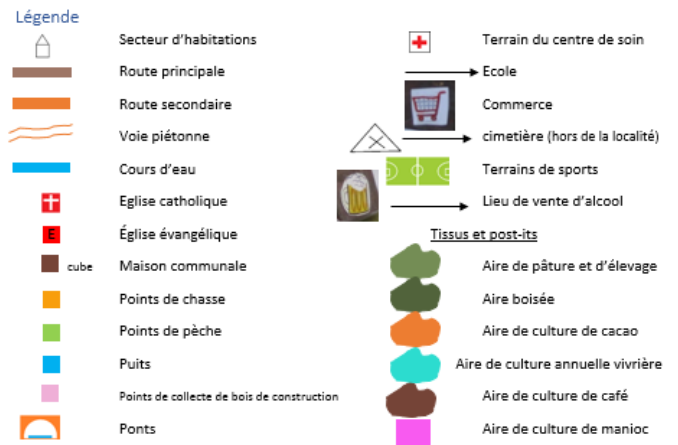 Légende
Secteur d'habitations
Route principale
Route secondaire
Voie piétonne
Cours d'eau
Eglise catholique
E
Église évangélique
cube
Maison communale
Points de chasse
Points de pèche
Puits
Points de collecte de bois de construction
Ponts
Terrain du centre de soin
Ecole
Commerce
cimetière (hors de la localité)
Terrains de sports
Lieu de vente d'alcool
Tissus et post-its
Aire de pâture et d'élevage
Aire boisée
Aire de culture de cacao
Aire de culture annuelle vivrière
Aire de culture de café
Aire de culture de manioc